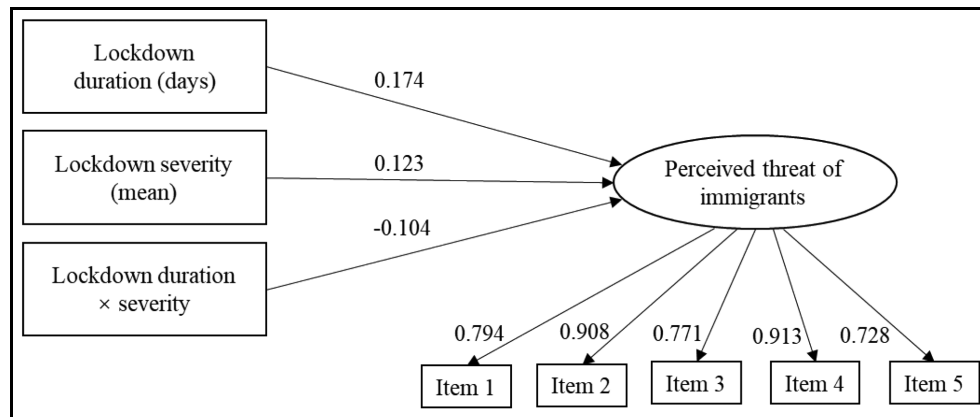 Lockdown
duration (days)
0.174
Lockdown severity
(mean)
0.123
Perceived threat of
immigrants
-0.104
Lockdown duration
× severity
0.794
0.908
0.771
0.913
0.728
Item 1
Item 2
Item 3
Item 4
Item 5